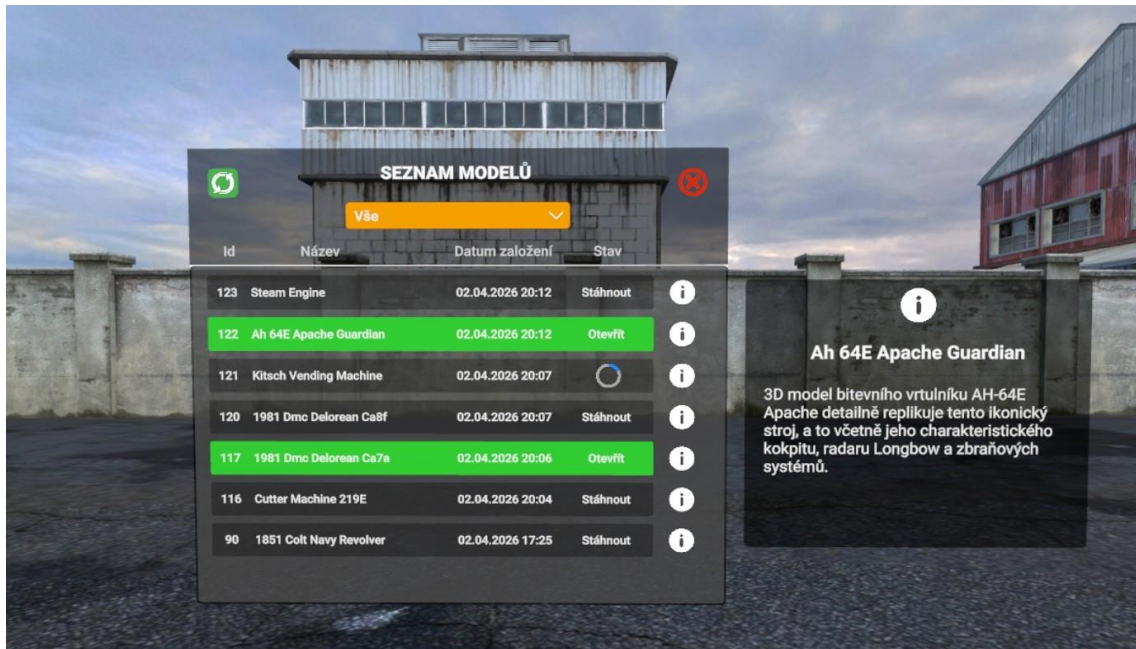 SEZNAM MODELŮ
Vše
Id Název Datum založení Stav
123 Steam Engine 02.04.2026 20:12 Stáhnout
122 Ah 64E Apache Guardian 02.04.2026 20:12 Otevřít
121 Kitsch Vending Machine 02.04.2026 20:07
120 1981 Dmc Delorean Ca8f 02.04.2026 20:07 Stáhnout
117 1981 Dmc Delorean Ca7a 02.04.2026 20:06 Otevřít
116 Cutter Machine 219E 02.04.2026 20:04 Stáhnout
90 1851 Colt Navy Revolver 02.04.2026 17:25 Stáhnout
Ah 64E Apache Guardian
3D model bitevního vrtulníku AH-64E
Apache detailně replikuje tento ikonický
stroj, a to včetně jeho charakteristického
kokpitu, radaru Longbow a zbraňových
systémů.